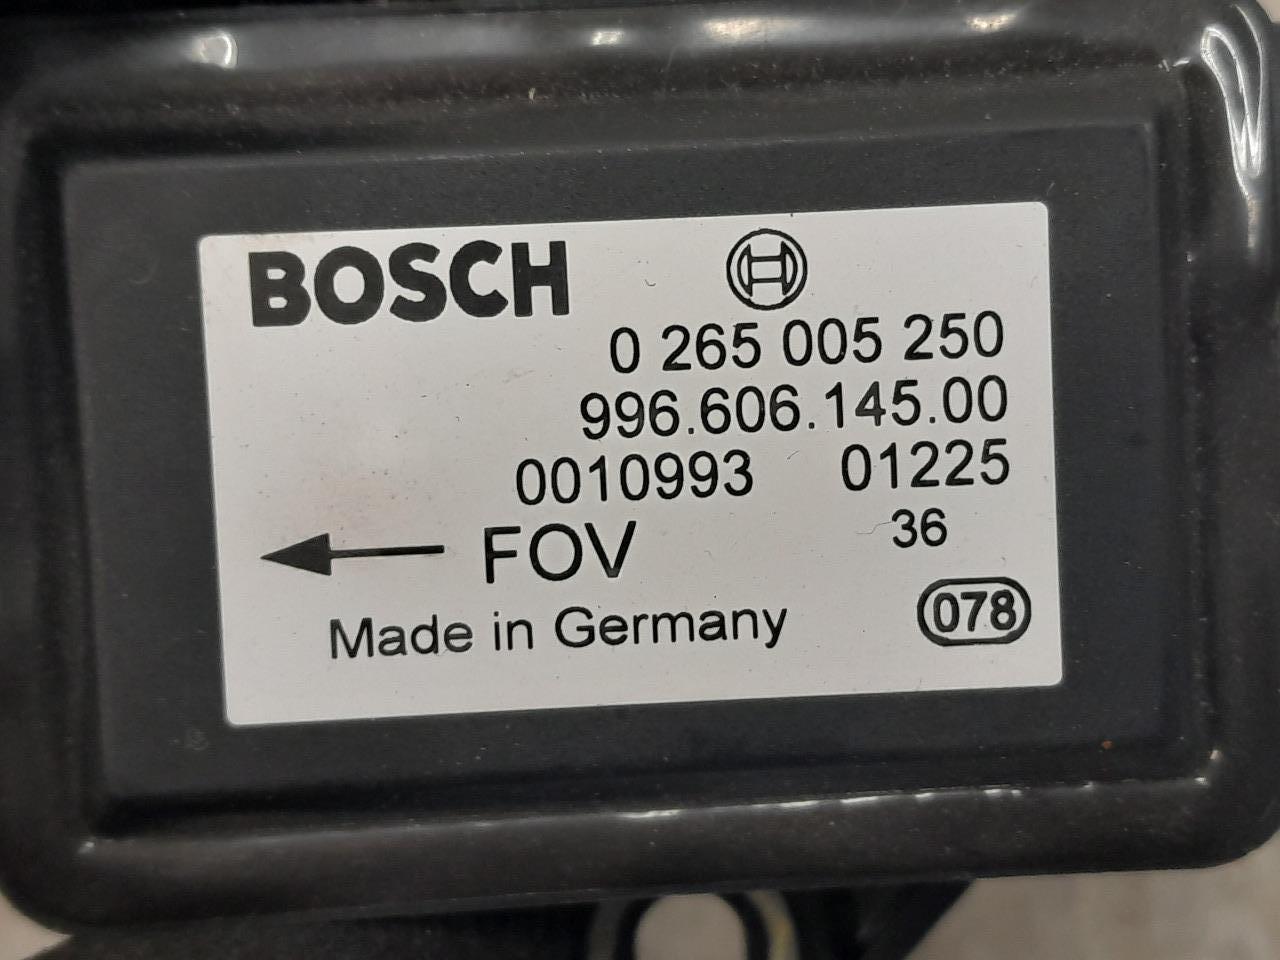 BOSCH
0 265 005 250
996.606.145.00
0010993 01225
FOV 36
Made in Germany 078